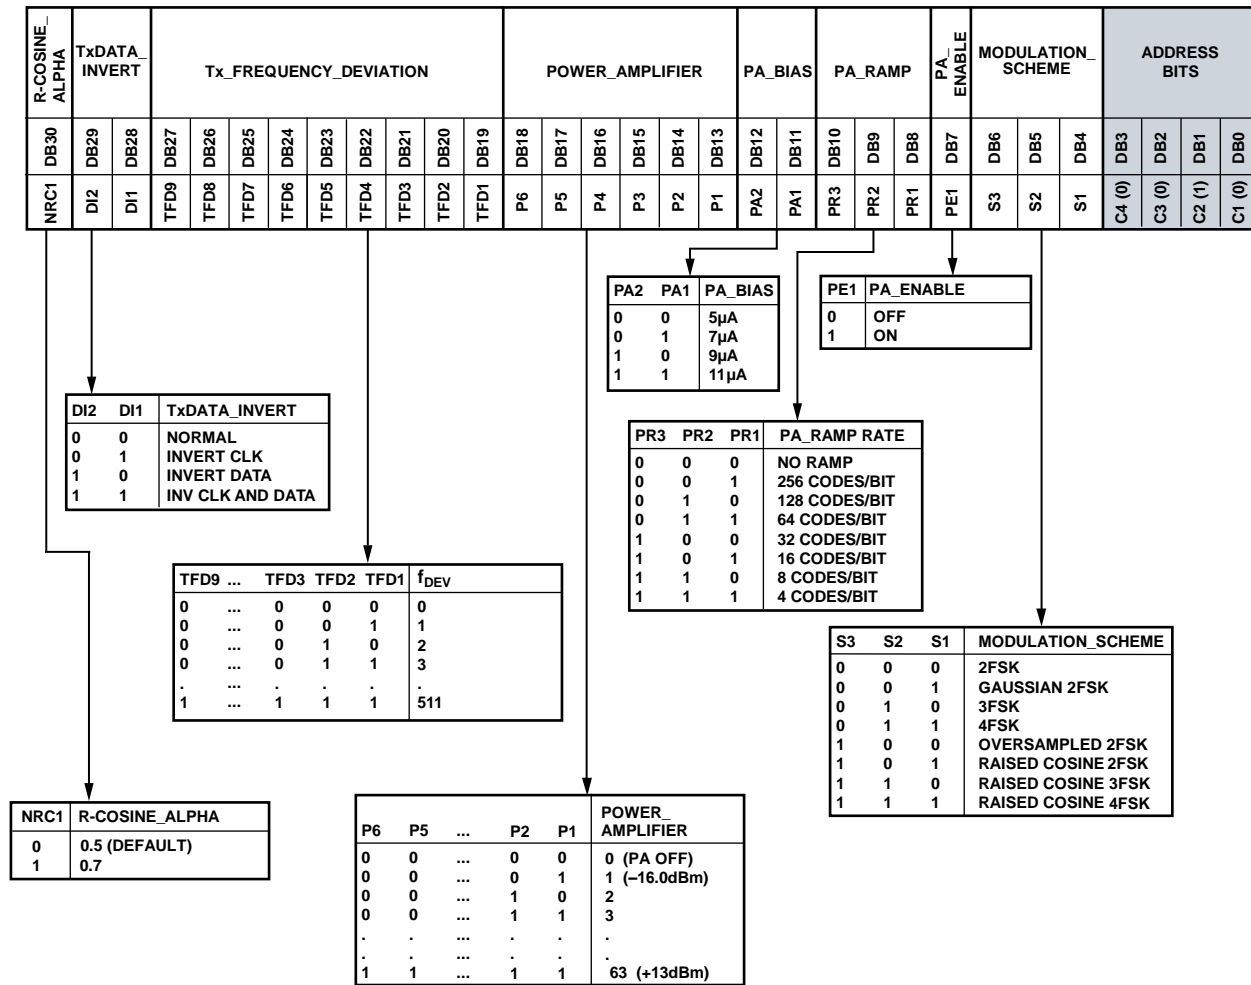 R-COSINE_ALPHA TxDATA_INVERT Tx_FREQUENCY_DEVIATION POWER_AMPLIFIER PA_BIAS PA_RAMP PA_ENABLE MODULATION_SCHEME ADDRESS BITS
DB30 DB29 DB28 DB27 DB26 DB25 DB24 DB23 DB22 DB21 DB20 DB19 DB18 DB17 DB16 DB15 DB14 DB13 DB12 DB11 DB10 DB9 DB8 DB7 DB6 DB5 DB4 DB3 DB2 DB1 DB0
NRC1 DI2 DI1 TFD9 TFD8 TFD7 TFD6 TFD5 TFD4 TFD3 TFD2 TFD1 P6 P5 P4 P3 P2 P1 PA2 PA1 PR3 PR2 PR1 PE1 S3 S2 S1 C4 (0) C3 (0) C2 (1) C1 (0)
PA2 PA1 PA_BIAS
0 0 5µA
0 1 7µA
1 0 9µA
1 1 11µA
PE1 PA_ENABLE
0 OFF
1 ON
DI2 DI1 TxDATA_INVERT
0 0 NORMAL
0 1 INVERT CLK
1 0 INVERT DATA
1 1 INV CLK AND DATA
PR3 PR2 PR1 PA_RAMP RATE
0 0 0 NO RAMP
0 0 1 256 CODES/BIT
0 1 0 128 CODES/BIT
0 1 1 64 CODES/BIT
1 0 0 32 CODES/BIT
1 0 1 16 CODES/BIT
1 1 0 8 CODES/BIT
1 1 1 4 CODES/BIT
TFD9 ... TFD3 TFD2 TFD1 fDEV
0 ... 0 0 0 0
0 ... 0 0 1 1
0 ... 0 1 0 2
0 ... 0 1 1 3
. ... . . . .
1 ... 1 1 1 511
S3 S2 S1 MODULATION_SCHEME
0 0 0 2FSK
0 0 1 GAUSSIAN 2FSK
0 1 0 3FSK
0 1 1 4FSK
1 0 0 OVERSAMPLED 2FSK
1 0 1 RAISED COSINE 2FSK
1 1 0 RAISED COSINE 3FSK
1 1 1 RAISED COSINE 4FSK
NRC1 R-COSINE_ALPHA
0 0.5 (DEFAULT)
1 0.7
P6 P5 ... P2 P1 POWER_AMPLIFIER
0 0 ... 0 0 0 (PA OFF)
0 0 ... 0 1 1 (–16.0dBm)
0 0 ... 1 0 2
0 0 ... 1 1 3
. . ... . . .
. . ... . . .
1 1 ... 1 1 63 (+13dBm)